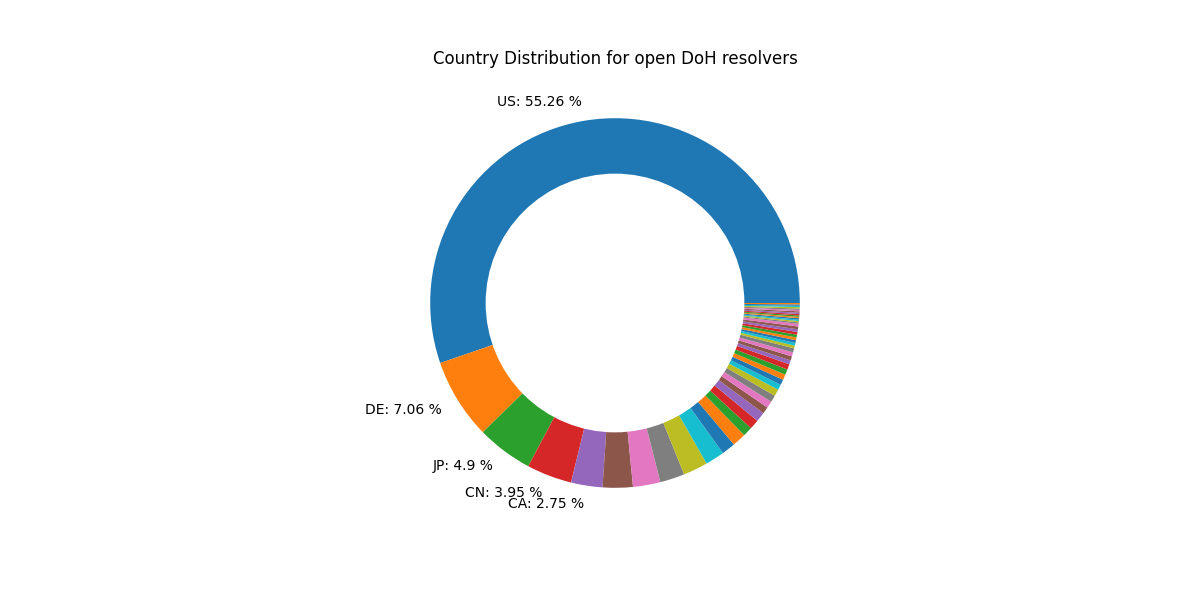 Country Distribution for open DoH resolvers
US: 55.26 %
DE: 7.06 %
JP: 4.9 %
CN: 3.95 %
CA: 2.75 %